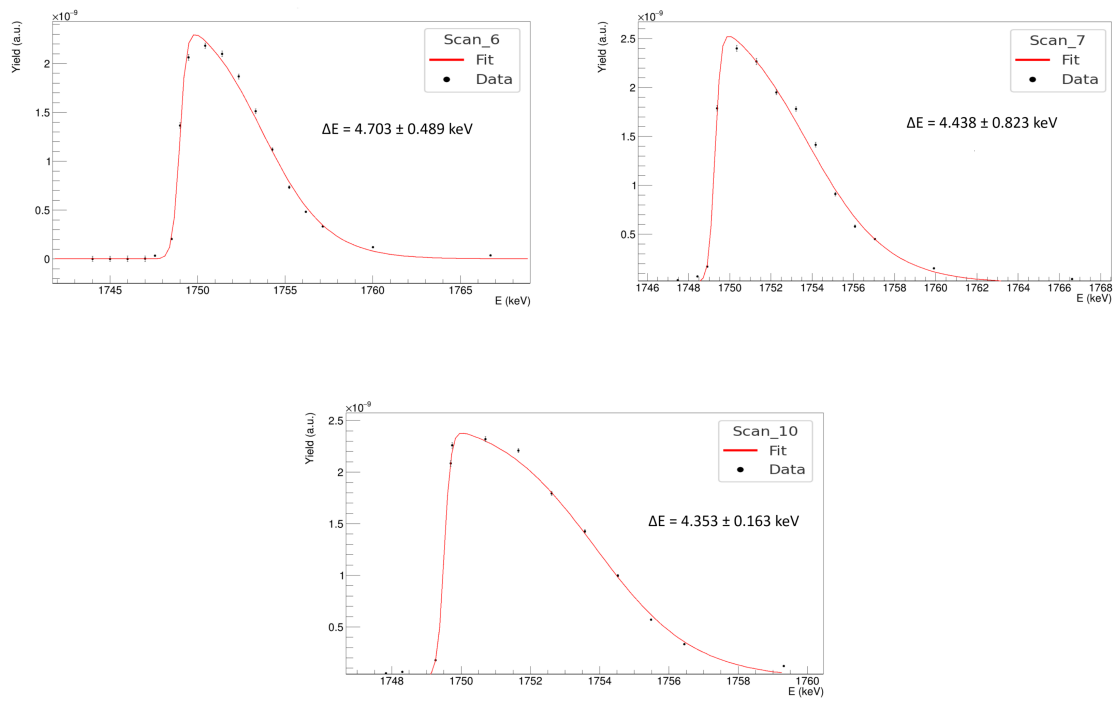 ×10⁻⁹
Yield (a.u.)
Scan_6
Fit
Data
ΔE = 4.703 ± 0.489 keV
2
1.5
1
0.5
0
1745 1750 1755 1760 1765
E (keV)
×10⁻⁹
Yield (a.u.)
Scan_7
Fit
Data
ΔE = 4.438 ± 0.823 keV
2.5
2
1.5
1
0.5
1746 1748 1750 1752 1754 1756 1758 1760 1762 1764 1766 1768
E (keV)
×10⁻⁹
Yield (a.u.)
Scan_10
Fit
Data
ΔE = 4.353 ± 0.163 keV
2.5
2
1.5
1
0.5
1748 1750 1752 1754 1756 1758 1760
E (keV)